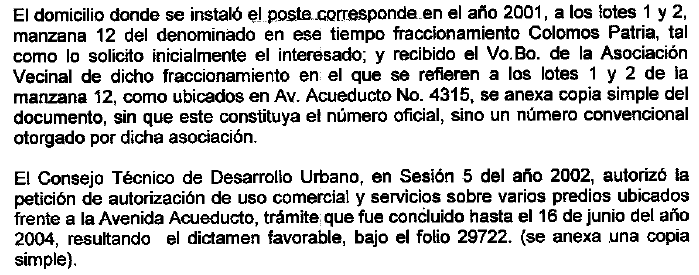 El domicilio donde se instaló el poste corresponde en el año 2001, a los lotes 1 y 2,
manzana 12 del denominado en ese tiempo fraccionamiento Colomos Patria, tal
como lo solicito inicialmente el interesado; y recibido el Vo.Bo. de la Asociación
Vecinal de dicho fraccionamiento en el que se refieren a los lotes 1 y 2 de la
manzana 12, como ubicados en Av. Acueducto No. 4315, se anexa copia simple del
documento, sin que este constituya el número oficial, sino un número convencional
otorgado por dicha asociación.

El Consejo Técnico de Desarrollo Urbano, en Sesión 5 del año 2002, autorizó la
petición de autorización de uso comercial y servicios sobre varios predios ubicados
frente a la Avenida Acueducto, trámite que fue concluido hasta el 16 de junio del año
2004, resultando el dictamen favorable, bajo el folio 29722. (se anexa una copia
simple).